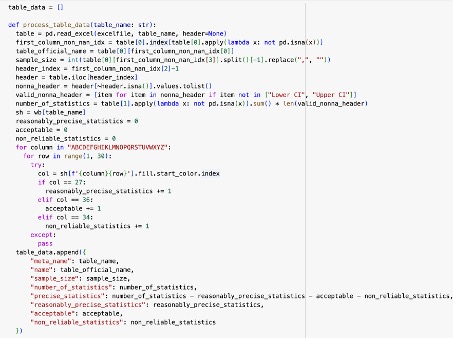 table_data = []
def process_table_data(table_name: str):
table = pd.read_excel(excelfile, table_name, header=None)
first_column_non_nan_idx = table[0].index[table[0].apply(lambda x: not pd.isna(x))]
table_official_name = table[0][first_column_non_nan_idx[0]]
sample_size = int(table[0][first_column_non_nan_idx[3]].split()[-1].replace(",", ""))
header_index = first_column_non_nan_idx[2]-1
header = table.iloc[header_index]
nonna_header = header[~header.isna()].values.tolist()
valid_nonna_header = [item for item in nonna_header if item not in ["Lower CI", "Upper CI"]]
number_of_statistics = table[1].apply(lambda x: not pd.isna(x)).sum() * len(valid_nonna_header)
sh = wb[table_name]
reasonably_precise_statistics = 0
acceptable = 0
non_reliable_statistics = 0
for column in "ABCDEFGHIKLMNOPQRSTUVWXYZ":
for row in range(1, 30):
try:
col = sh[f'{column}{row}'].fill.start_color.index
if col == 27:
reasonably_precise_statistics += 1
elif col == 36:
acceptable += 1
elif col == 34:
non_reliable_statistics += 1
except:
pass
table_data.append({
"meta_name": table_name,
"name": table_official_name,
"sample_size": sample_size,
"number_of_statistics": number_of_statistics,
"precise_statistics": number_of_statistics - reasonably_precise_statistics - acceptable - non_reliable_statistics,
"reasonably_precise_statistics": reasonably_precise_statistics,
"acceptable": acceptable,
"non_reliable_statistics": non_reliable_statistics
})